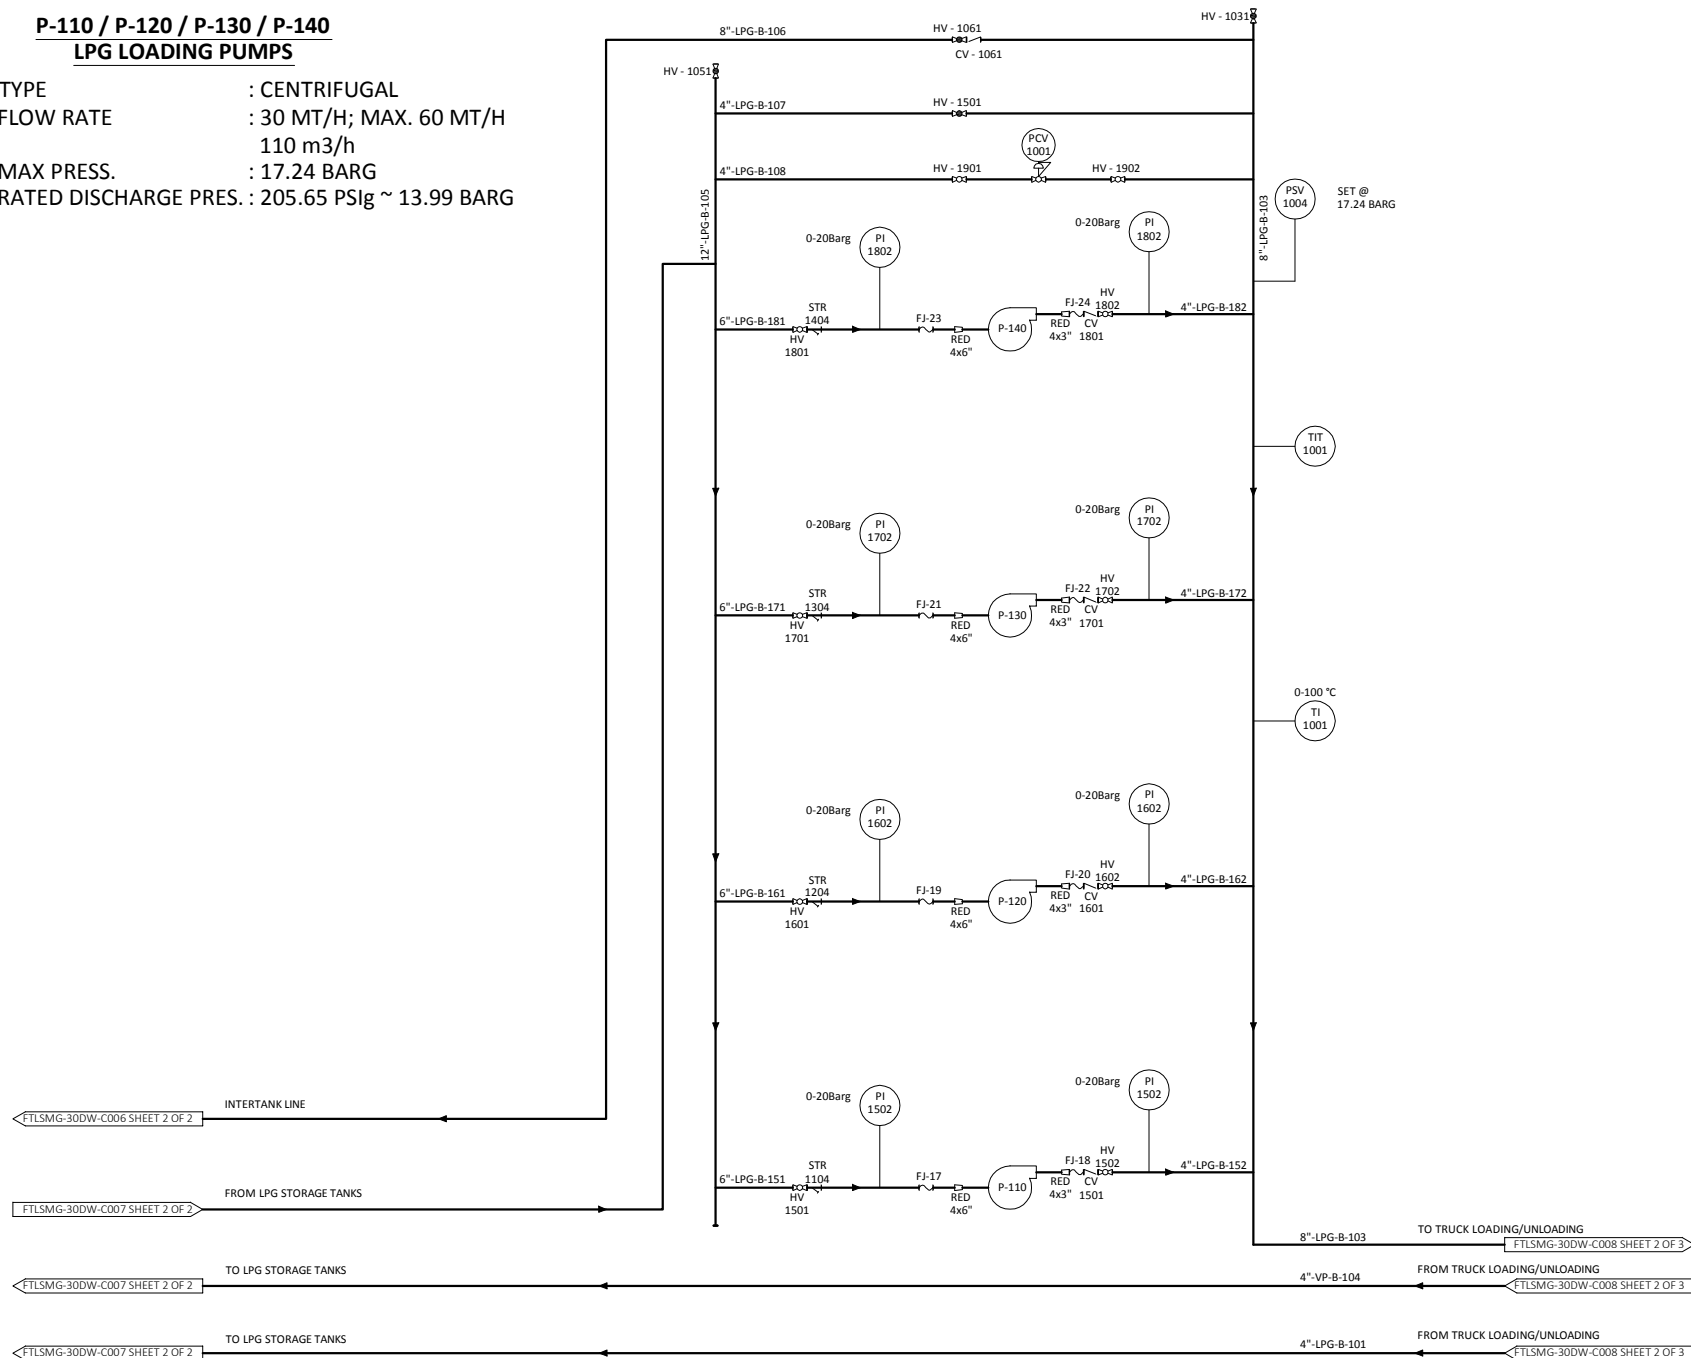 P-110 / P-120 / P-130 / P-140
LPG LOADING PUMPS
TYPE : CENTRIFUGAL
FLOW RATE : 30 MT/H; MAX. 60 MT/H
110 m3/h
MAX PRESS. : 17.24 BARG
RATED DISCHARGE PRES. : 205.65 PSIg ~ 13.99 BARG
HV - 1031
8"-LPG-B-106
HV - 1061
CV - 1061
HV - 1051
4"-LPG-B-107
HV - 1501
PCV
1001
4"-LPG-B-108
HV - 1901
HV - 1902
12"-LPG-B-105
8"-LPG-B-103
PSV
1004
SET @
17.24 BARG
0-20Barg
PI
1802
0-20Barg
PI
1802
6"-LPG-B-181
STR
1404
HV
1801
FJ-23
RED
4x6"
P-140
FJ-24
HV
1802
RED
4x3"
CV
1801
4"-LPG-B-182
TIT
1001
0-20Barg
PI
1702
0-20Barg
PI
1702
6"-LPG-B-171
STR
1304
HV
1701
FJ-21
RED
4x6"
P-130
FJ-22
HV
1702
RED
4x3"
CV
1701
4"-LPG-B-172
0-100 °C
TI
1001
0-20Barg
PI
1602
0-20Barg
PI
1602
6"-LPG-B-161
STR
1204
HV
1601
FJ-19
RED
4x6"
P-120
FJ-20
HV
1602
RED
4x3"
CV
1601
4"-LPG-B-162
0-20Barg
PI
1502
0-20Barg
PI
1502
6"-LPG-B-151
STR
1104
HV
1501
FJ-17
RED
4x6"
P-110
FJ-18
HV
1502
RED
4x3"
CV
1501
4"-LPG-B-152
INTERTANK LINE
FTLSMG-30DW-C006 SHEET 2 OF 2
FROM LPG STORAGE TANKS
FTLSMG-30DW-C007 SHEET 2 OF 2
8"-LPG-B-103
TO TRUCK LOADING/UNLOADING
FTLSMG-30DW-C008 SHEET 2 OF 3
TO LPG STORAGE TANKS
FTLSMG-30DW-C007 SHEET 2 OF 2
4"-VP-B-104
FROM TRUCK LOADING/UNLOADING
FTLSMG-30DW-C008 SHEET 2 OF 3
TO LPG STORAGE TANKS
FTLSMG-30DW-C007 SHEET 2 OF 2
4"-LPG-B-101
FROM TRUCK LOADING/UNLOADING
FTLSMG-30DW-C008 SHEET 2 OF 3